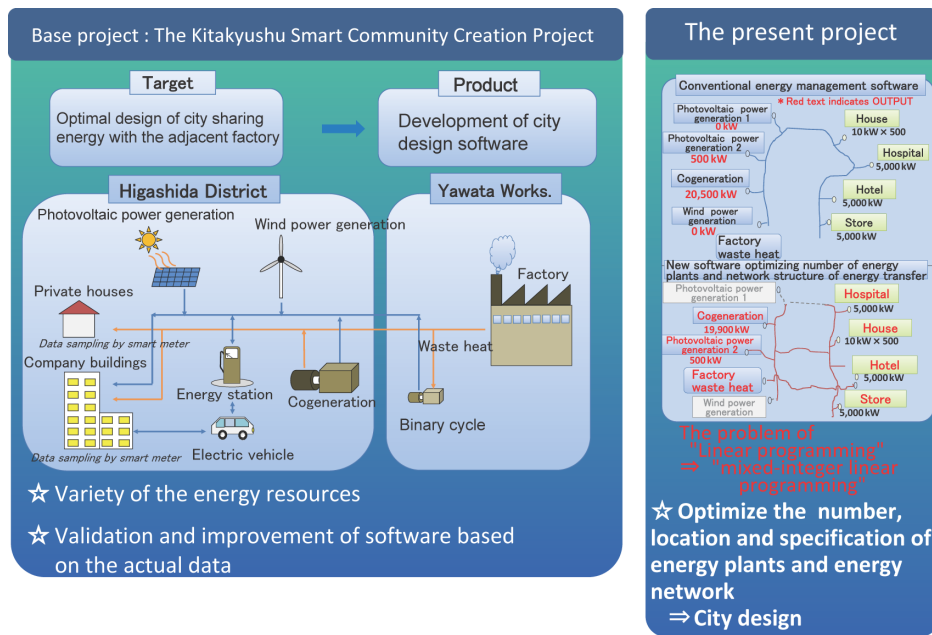 Base project : The Kitakyushu Smart Community Creation Project
Target
Optimal design of city sharing
energy with the adjacent factory
Product
Development of city
design software
Higashida District
Photovoltaic power generation
Wind power generation
Private houses
Data sampling by smart meter
Company buildings
Energy station
Cogeneration
Data sampling by smart meter
Electric vehicle
Yawata Works.
Factory
Waste heat
Binary cycle
☆ Variety of the energy resources
☆ Validation and improvement of software based
on the actual data
The present project
Conventional energy management software
* Red text indicates OUTPUT
Photovoltaic power
generation 1
0 kW
Photovoltaic power
generation 2
500 kW
Cogeneration
20,500 kW
Wind power
generation
0 kW
Factory
waste heat
House
10 kW × 500
Hospital
5,000 kW
Hotel
5,000 kW
Store
5,000 kW
New software optimizing number of energy
plants and network structure of energy transfer
Photovoltaic power
generation 1
Cogeneration
19,900 kW
Photovoltaic power
generation 2
500 kW
Factory
waste heat
Wind power
generation
Hospital
5,000 kW
House
10 kW × 500
Hotel
5,000 kW
Store
5,000 kW
The problem of
"Linear programming"
⇒ "mixed-integer linear
programming"
☆ Optimize the number,
location and specification of
energy plants and energy
network
⇒ City design